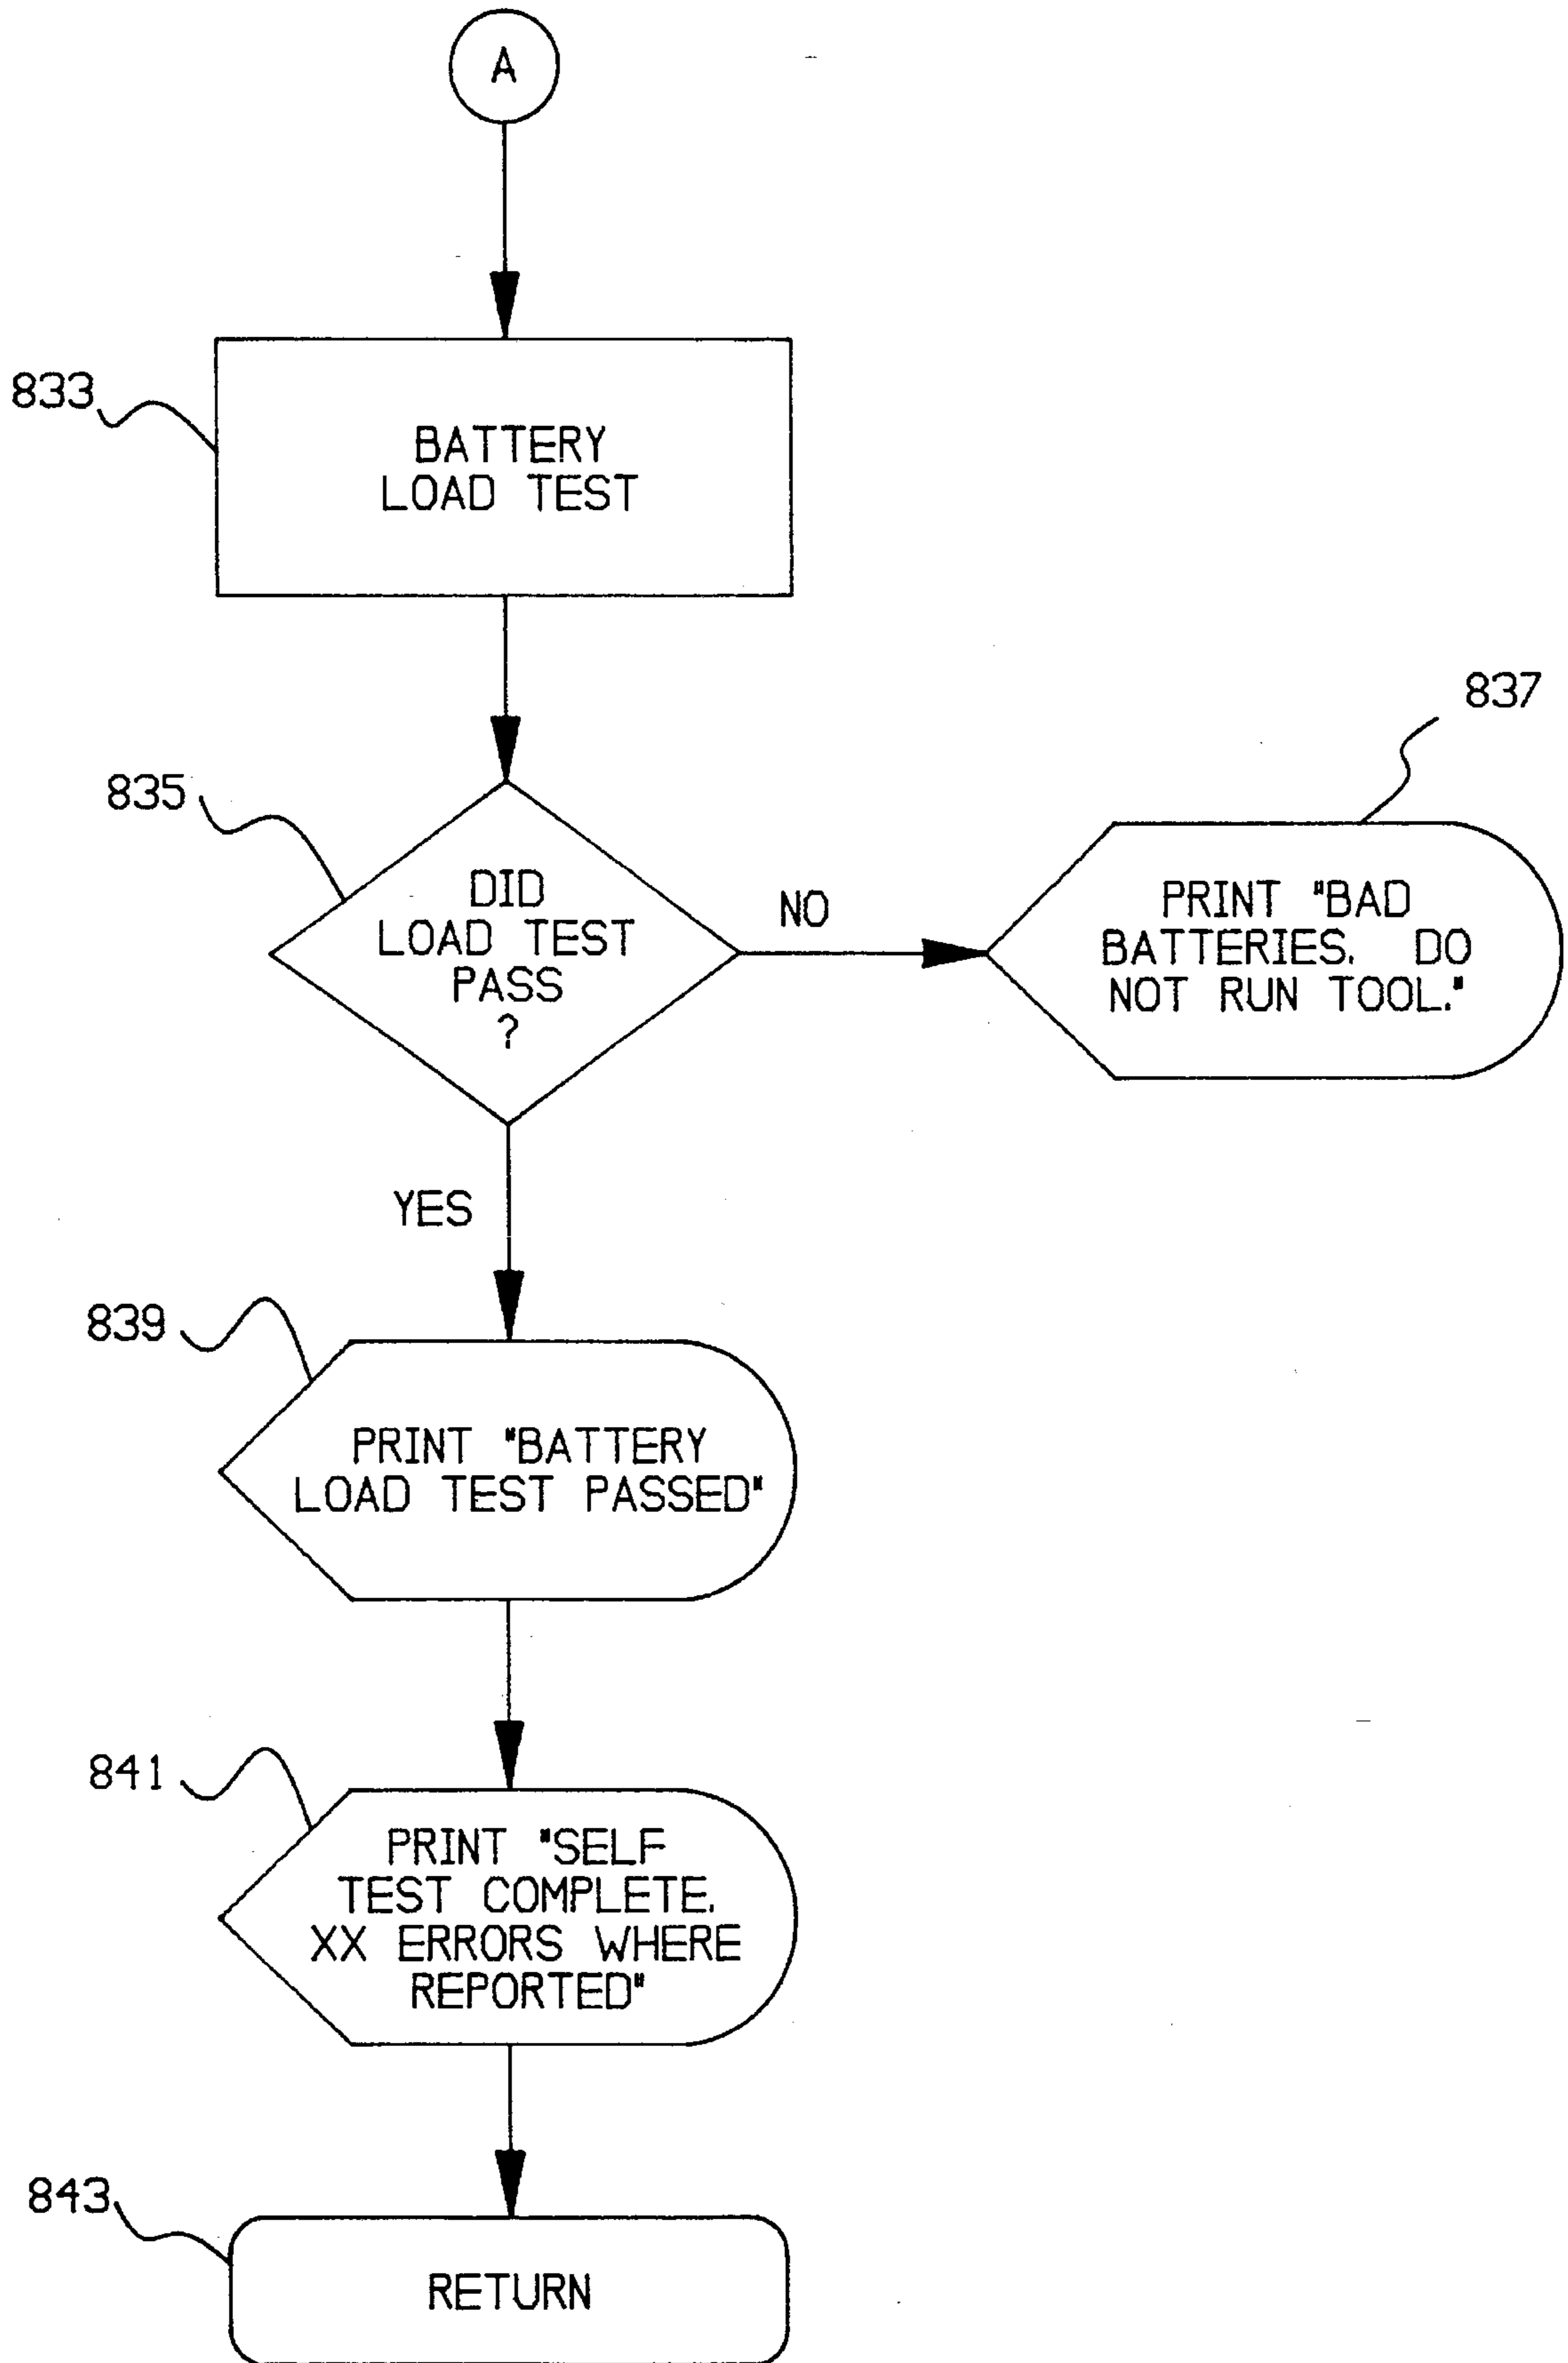 A
833
BATTERY
LOAD TEST
837
835
DID
LOAD TEST
PASS
?
NO
PRINT "BAD
BATTERIES. DO
NOT RUN TOOL."
YES
839
PRINT "BATTERY
LOAD TEST PASSED"
841
PRINT "SELF
TEST COMPLETE.
XX ERRORS WHERE
REPORTED"
843
RETURN